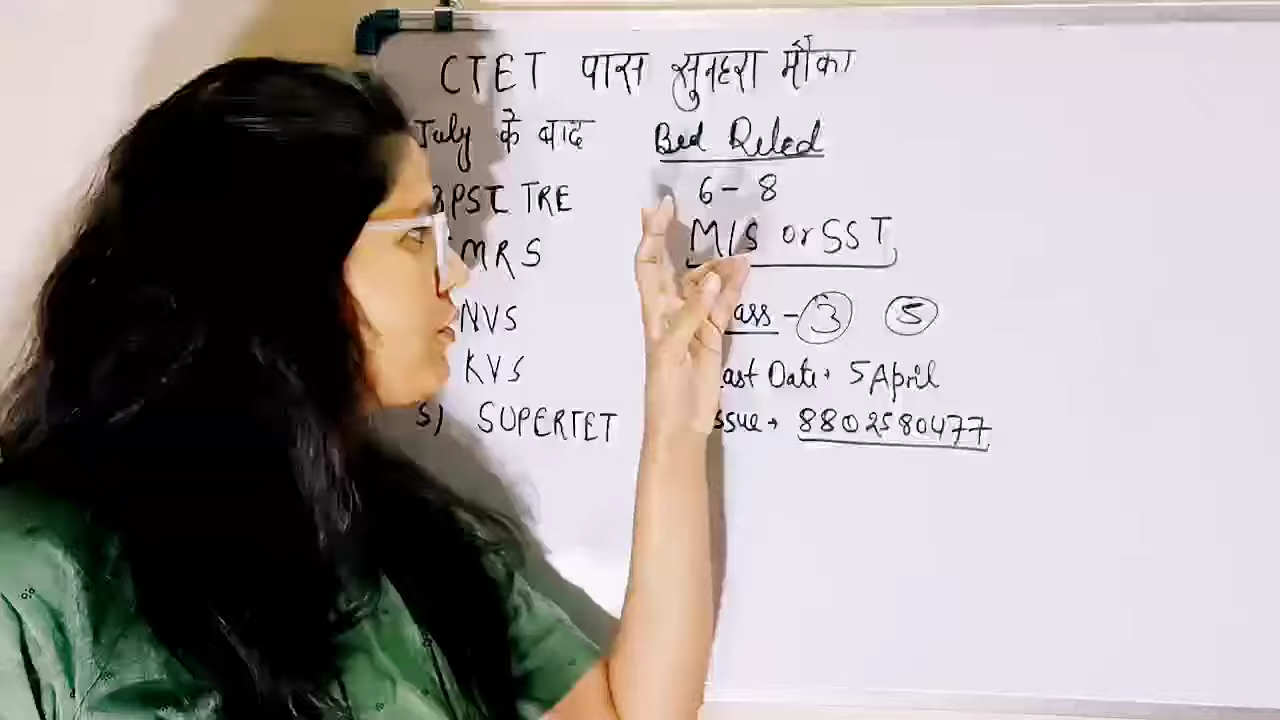 CTET पास सुनहरा मौका
July के बाद
Bed Reled
BPSC TRE
6 - 8
MRS
M/S or SST
NVS
ass - 3 5
KVS
ast Date → 5 April
5) SUPERTET
ssue → 8802580477